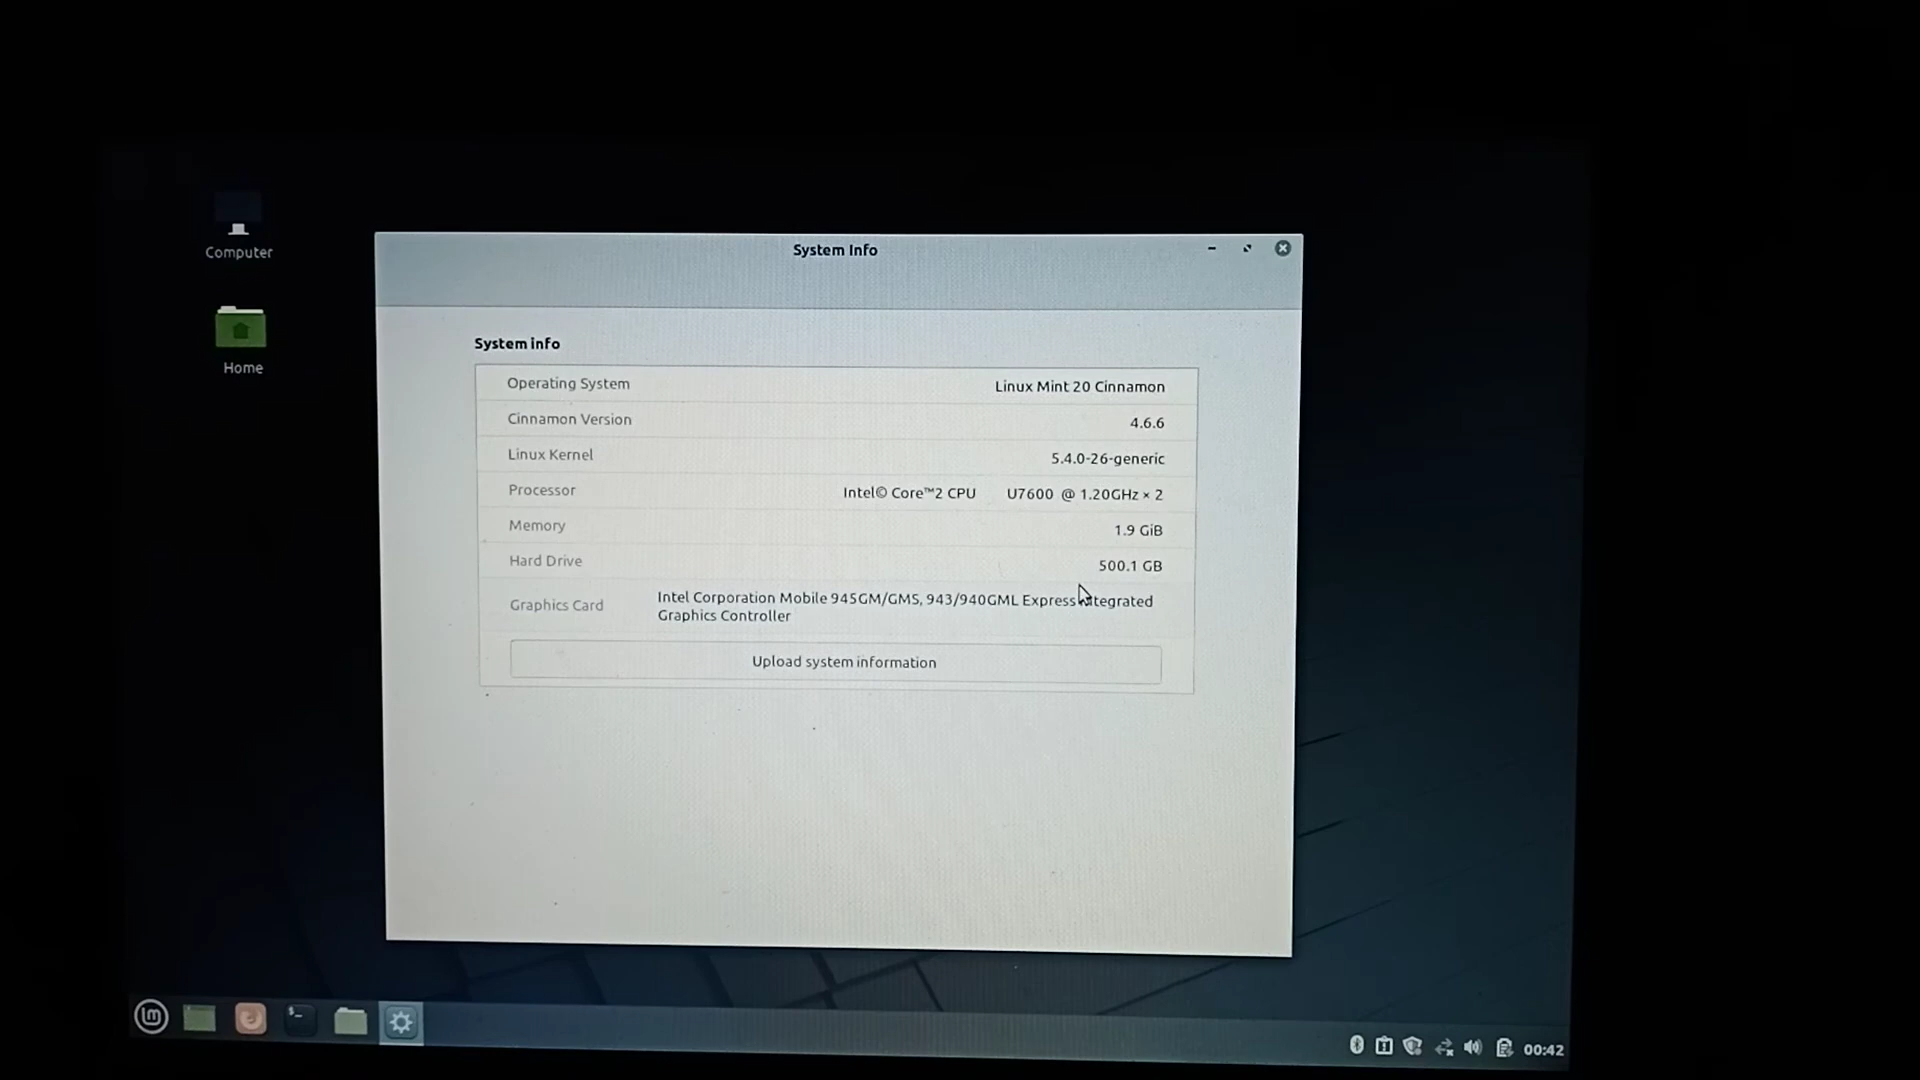 Computer
Home
System Info
System info
Operating System Linux Mint 20 Cinnamon
Cinnamon Version 4.6.6
Linux Kernel 5.4.0-26-generic
Processor Intel© Core™2 CPU U7600 @ 1.20GHz × 2
Memory 1.9 GiB
Hard Drive 500.1 GB
Graphics Card Intel Corporation Mobile 945GM/GMS, 943/940GML Express Integrated
Graphics Controller
Upload system information
00:42